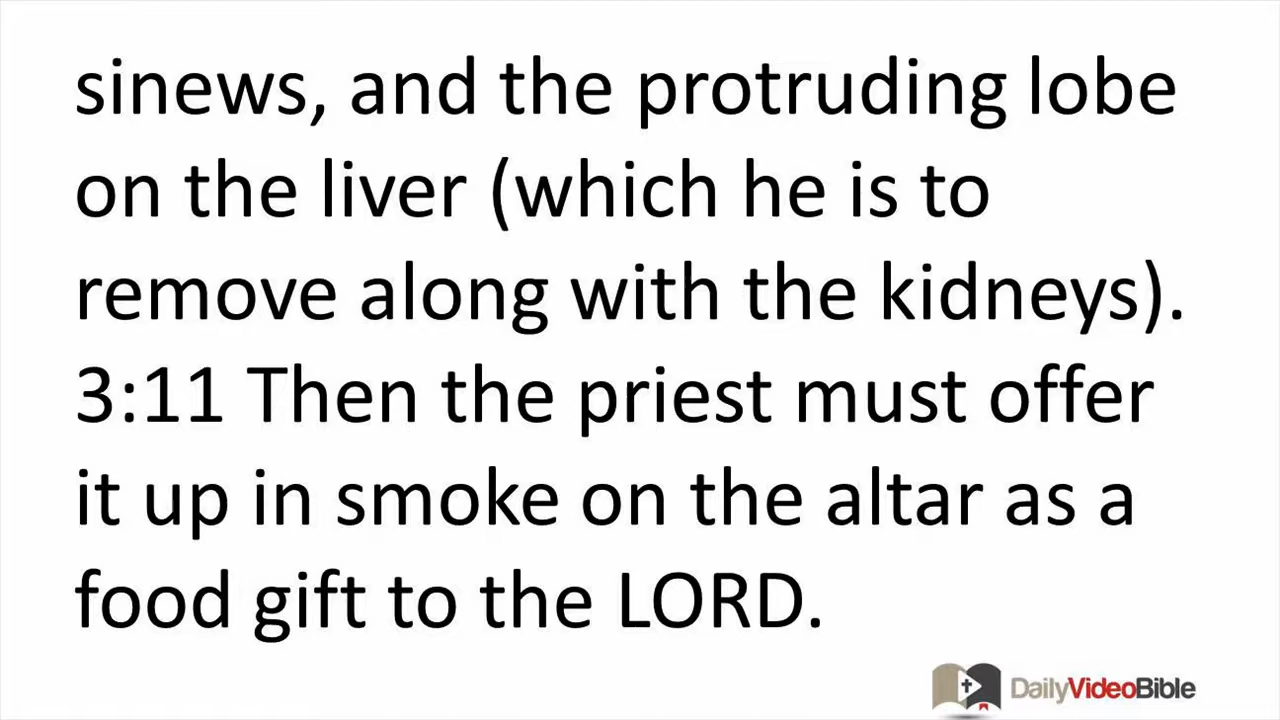 sinews, and the protruding lobe
on the liver (which he is to
remove along with the kidneys).
3:11 Then the priest must offer
it up in smoke on the altar as a
food gift to the LORD.
DailyVideoBible